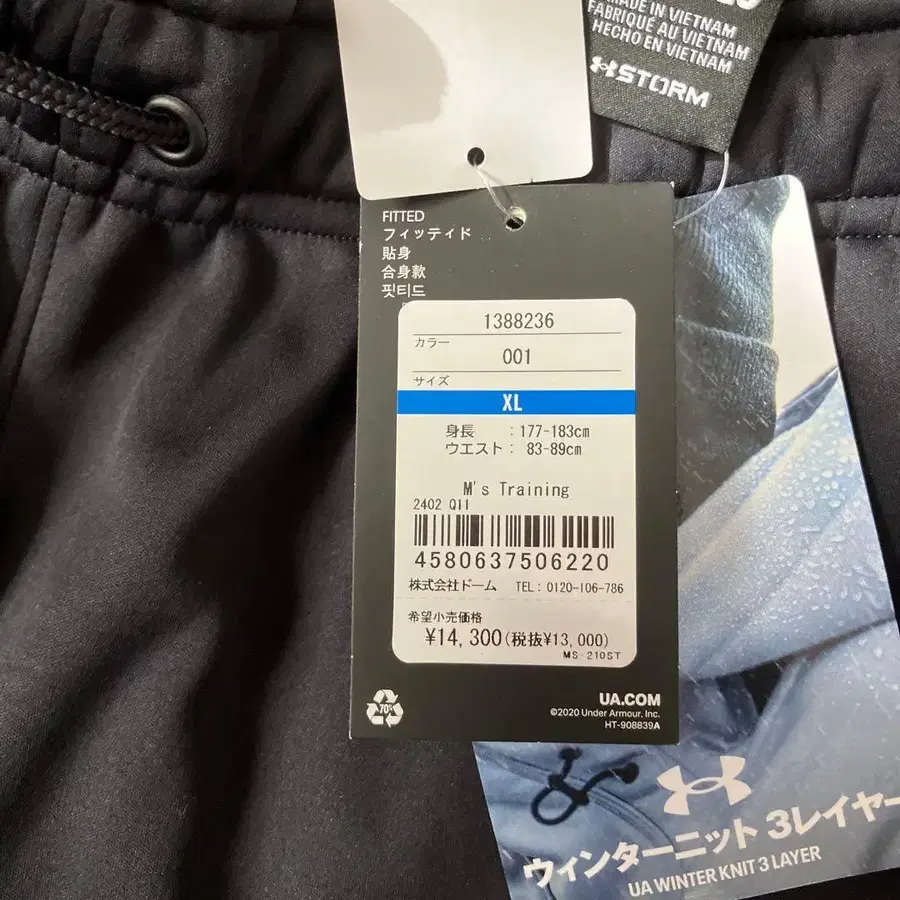 MADE IN VIETNAM
FABRIQUÉ AU VIETNAM
HECHO EN VIETNAM
STORM
FITTED
フィッティド
貼身
合身款
핏티드
1388236
カラー
001
サイズ
XL
身長 : 177-183cm
ウエスト : 83-89cm
M's Training
2402 Q11
4580637506220
株式会社ドーム TEL: 0120-106-786
希望小売価格
¥14,300(税抜¥13,000)
MS-210ST
70%
UA.COM
©2020 Under Armour, Inc.
HT-908839A
ウィンターニット 3レイヤー
UA WINTER KNIT 3 LAYER